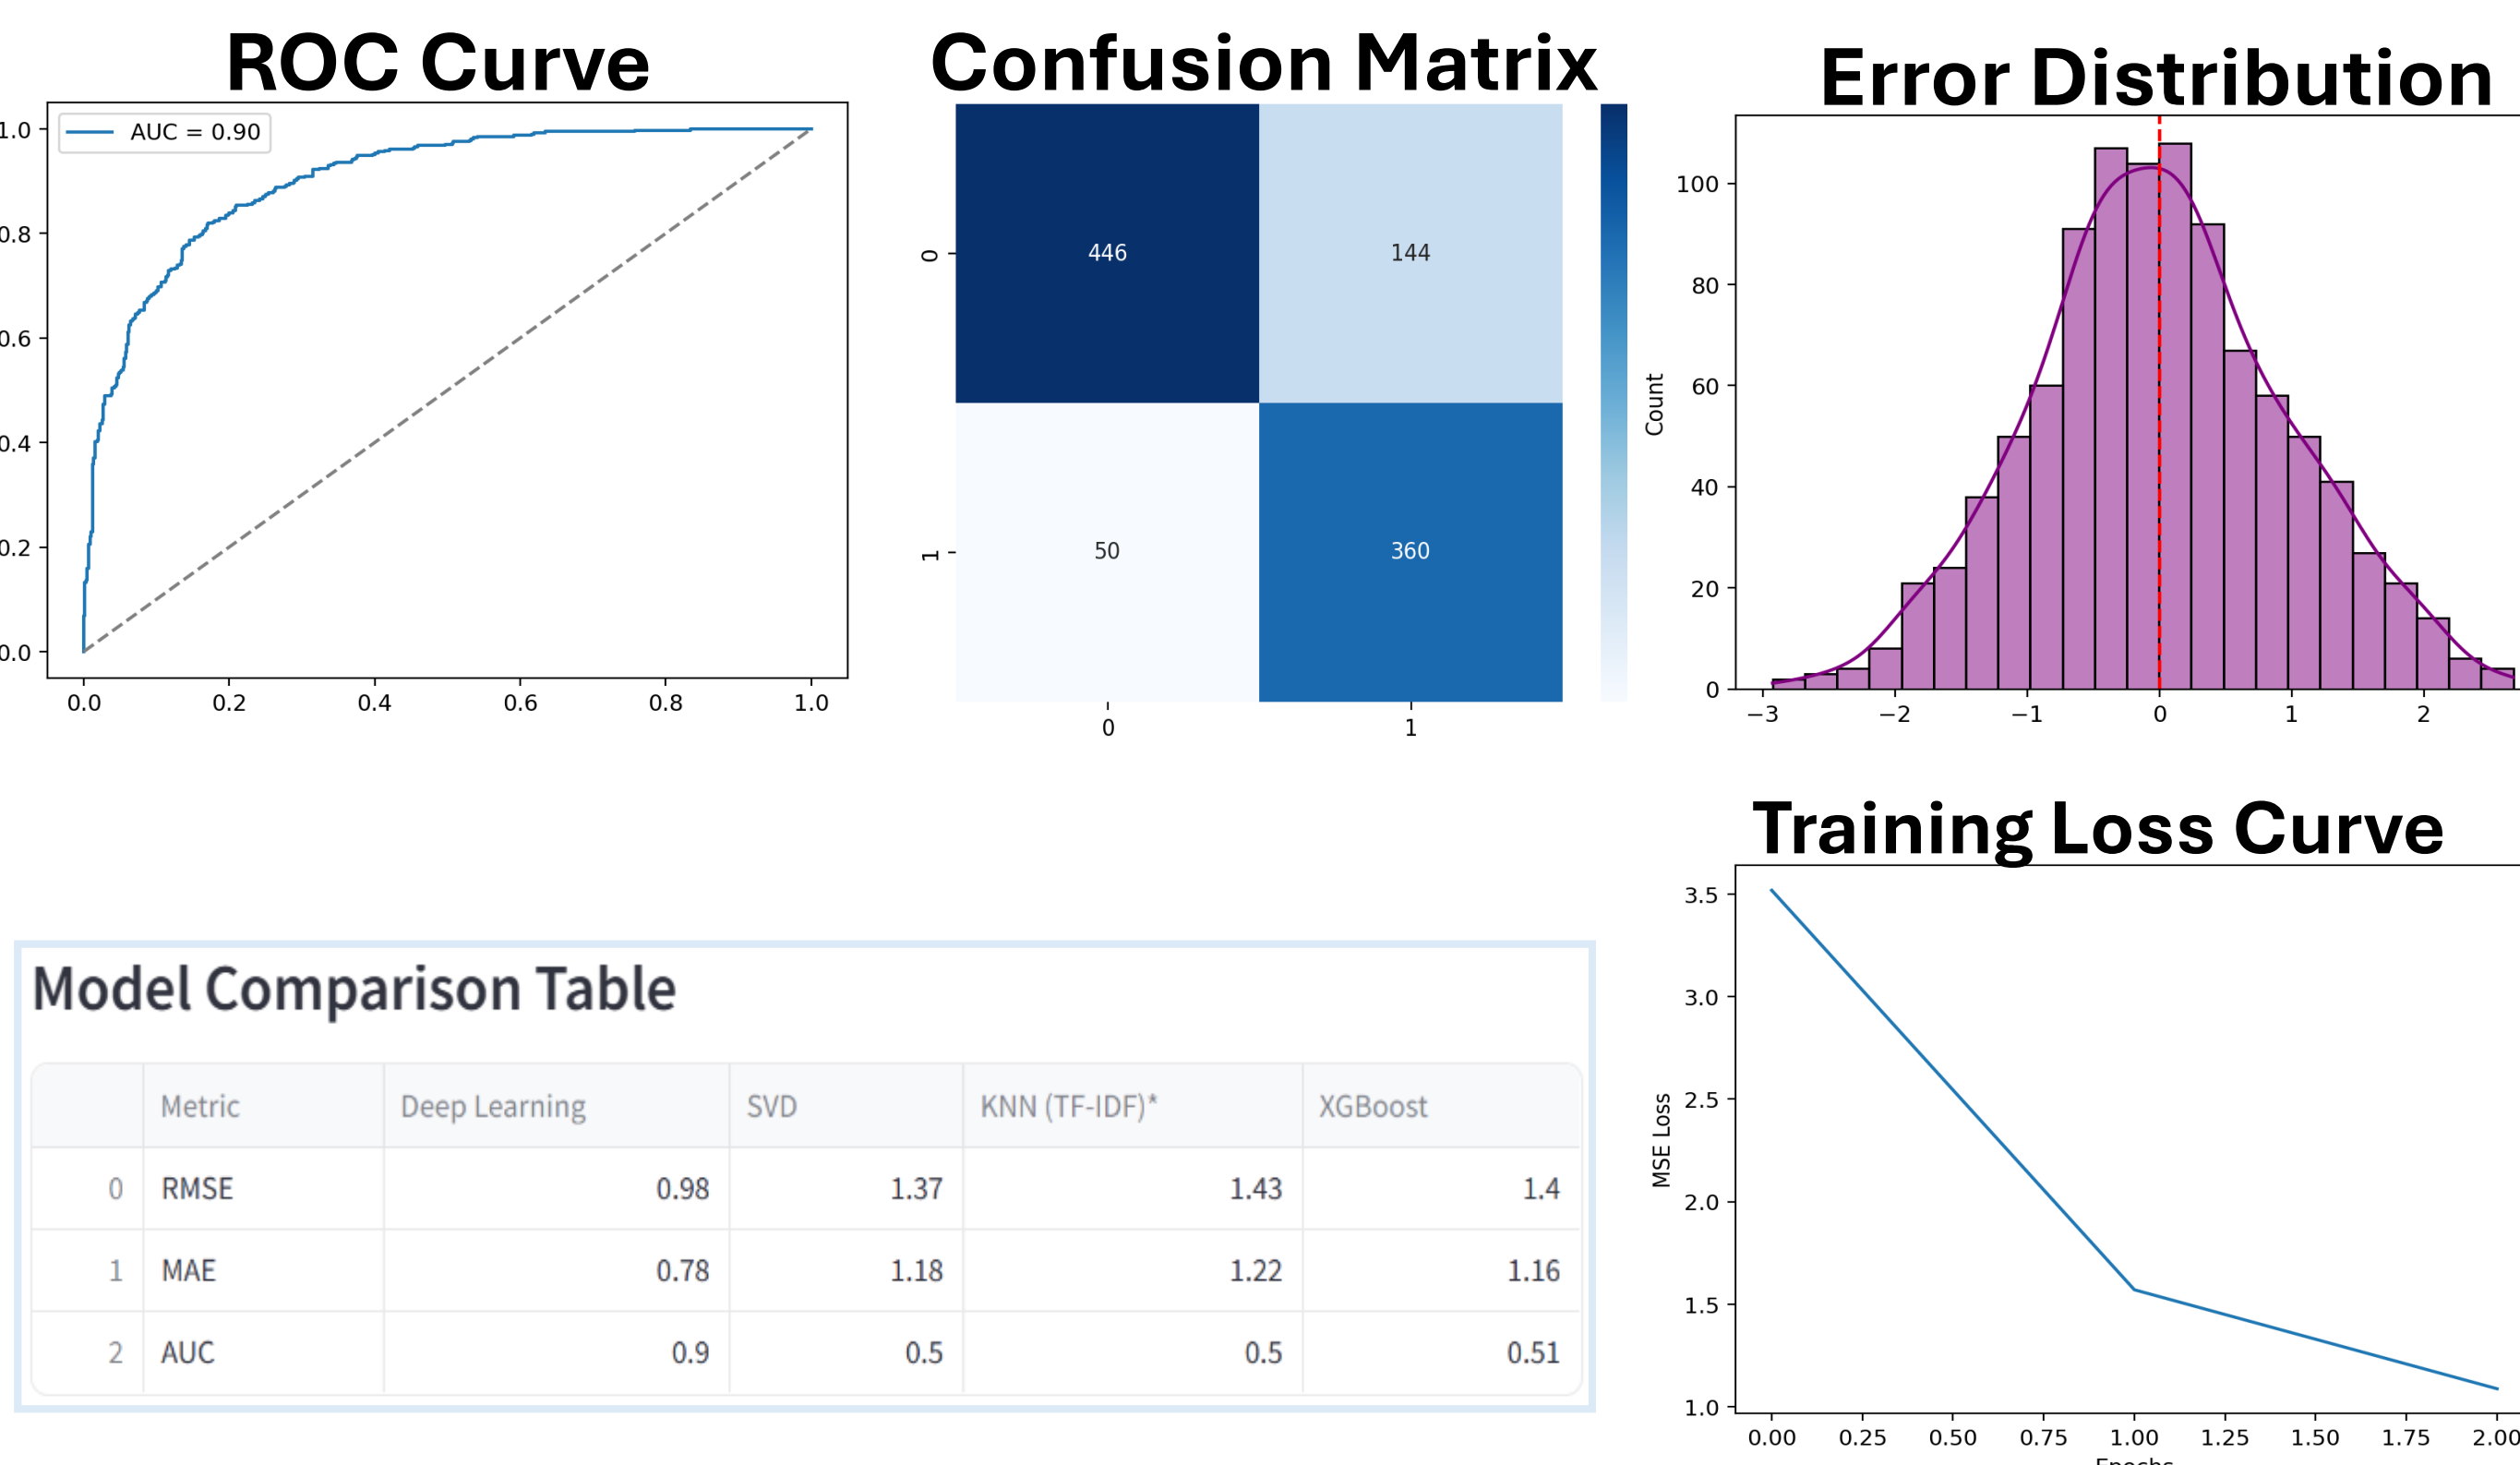 ROC Curve
AUC = 0.90
1.0
0.8
0.6
0.4
0.2
0.0
0.0 0.2 0.4 0.6 0.8 1.0
Confusion Matrix
0 446 144
1 50 360
0 1
Error Distribution
Count
100
80
60
40
20
0
−3 −2 −1 0 1 2
Model Comparison Table
Metric Deep Learning SVD KNN (TF-IDF)* XGBoost
0 RMSE 0.98 1.37 1.43 1.4
1 MAE 0.78 1.18 1.22 1.16
2 AUC 0.9 0.5 0.5 0.51
Training Loss Curve
MSE Loss
3.5
3.0
2.5
2.0
1.5
1.0
0.00 0.25 0.50 0.75 1.00 1.25 1.50 1.75 2.00
Epochs